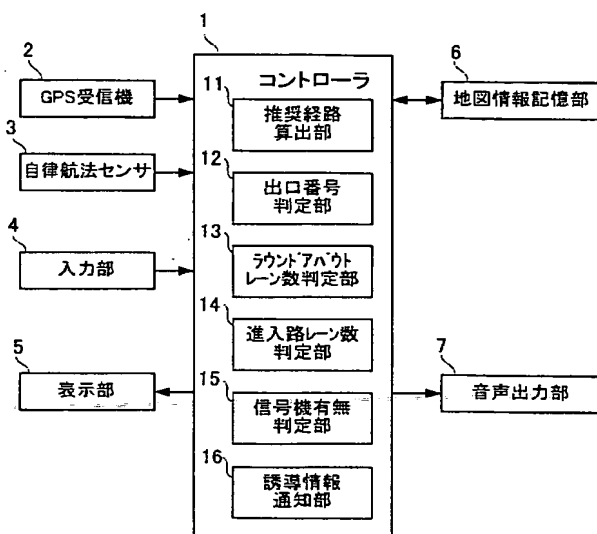 1
コントローラ
2
GPS受信機
3
自律航法センサ
4
入力部
5
表示部
11
推奨経路
算出部
12
出口番号
判定部
13
ラウンドアバウト
レーン数判定部
14
進入路レーン数
判定部
15
信号機有無
判定部
16
誘導情報
通知部
6
地図情報記憶部
7
音声出力部